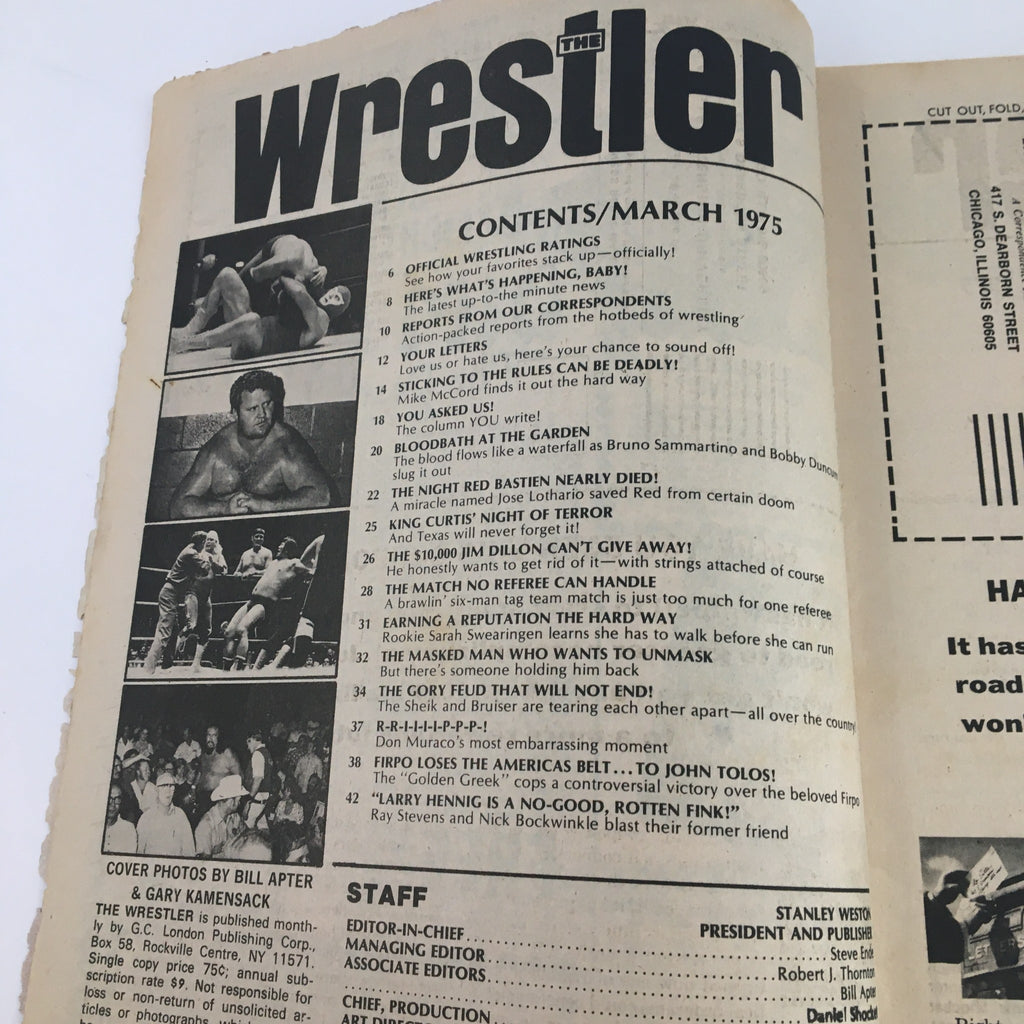 THE
Wrestler
CONTENTS/MARCH 1975
6 OFFICIAL WRESTLING RATINGS
See how your favorites stack up—officially!
8 HERE'S WHAT'S HAPPENING, BABY!
The latest up-to-the minute news
10 REPORTS FROM OUR CORRESPONDENTS
Action-packed reports from the hotbeds of wrestling
12 YOUR LETTERS
Love us or hate us, here's your chance to sound off!
14 STICKING TO THE RULES CAN BE DEADLY!
Mike McCord finds it out the hard way
18 YOU ASKED US!
The column YOU write!
20 BLOODBATH AT THE GARDEN
The blood flows like a waterfall as Bruno Sammartino and Bobby
slug it out
22 THE NIGHT RED BASTIEN NEARLY DIED!
A miracle named Jose Lothario saved Red from certain doom
25 KING CURTIS' NIGHT OF TERROR
And Texas will never forget it!
26 THE $10,000 JIM DILLON CAN'T GIVE AWAY!
He honestly wants to get rid of it—with strings attached of course
28 THE MATCH NO REFEREE CAN HANDLE
A brawlin' six-man tag team match is just too much for one referee
31 EARNING A REPUTATION THE HARD WAY
Rookie Sarah Swearingen learns she has to walk before she can run
32 THE MASKED MAN WHO WANTS TO UNMASK
But there's someone holding him back
34 THE GORY FEUD THAT WILL NOT END!
The Sheik and Bruiser are tearing each other apart—all over the country
37 R-R-I-I-I-I-P-P-P-!
Don Muraco's most embarrassing moment
38 FIRPO LOSES THE AMERICAS BELT...TO JOHN TOLOS!
The "Golden Greek" cops a controversial victory over the beloved Firpo
42 "LARRY HENNIG IS A NO-GOOD, ROTTEN FINK!"
Ray Stevens and Nick Bockwinkle blast their former friend
COVER PHOTOS BY BILL APTER
& GARY KAMENSACK
THE WRESTLER is published month-
ly by G.C. London Publishing Corp.,
Box 58, Rockville Centre, NY 11571.
Single copy price 75¢; annual sub-
scription rate $9. Not responsible for
loss or non-return of unsolicited ar-
ticles or photographs,
STAFF
STANLEY WESTON
PRESIDENT AND PUBLISHER
EDITOR-IN-CHIEF Steve
MANAGING EDITOR Robert J. Thornton
ASSOCIATE EDITORS Bill Apter
Daniel
CHIEF, PRODUCTION
ART
CUT OUT, FOLD,
417 S. DEARBORN STREET
CHICAGO, ILLINOIS 60605
HA
It has
road
won'